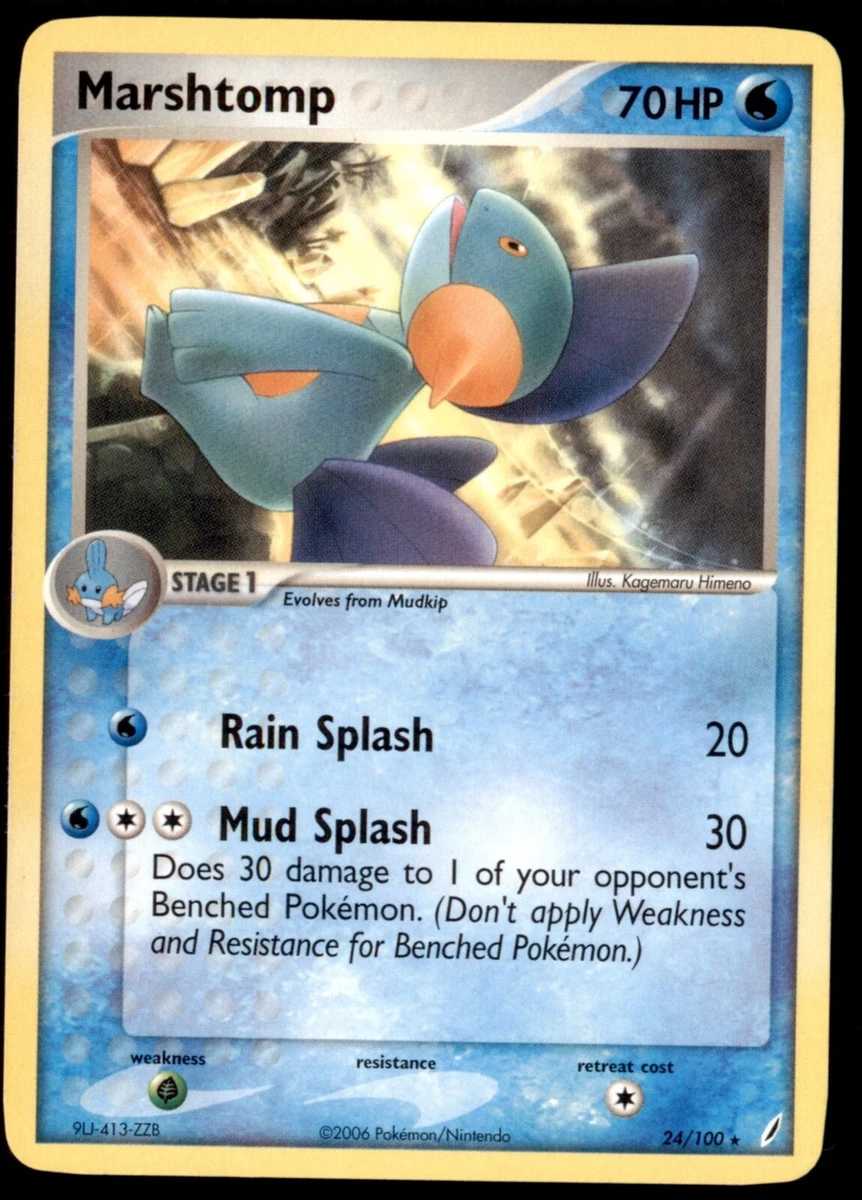 Marshtomp
70 HP
STAGE 1
Illus. Kagemaru Himeno
Evolves from Mudkip
Rain Splash 20
Mud Splash 30
Does 30 damage to 1 of your opponent's
Benched Pokémon. (Don't apply Weakness
and Resistance for Benched Pokémon.)
weakness resistance retreat cost
9LJ-413-ZZB
©2006 Pokémon/Nintendo
24/100 ★